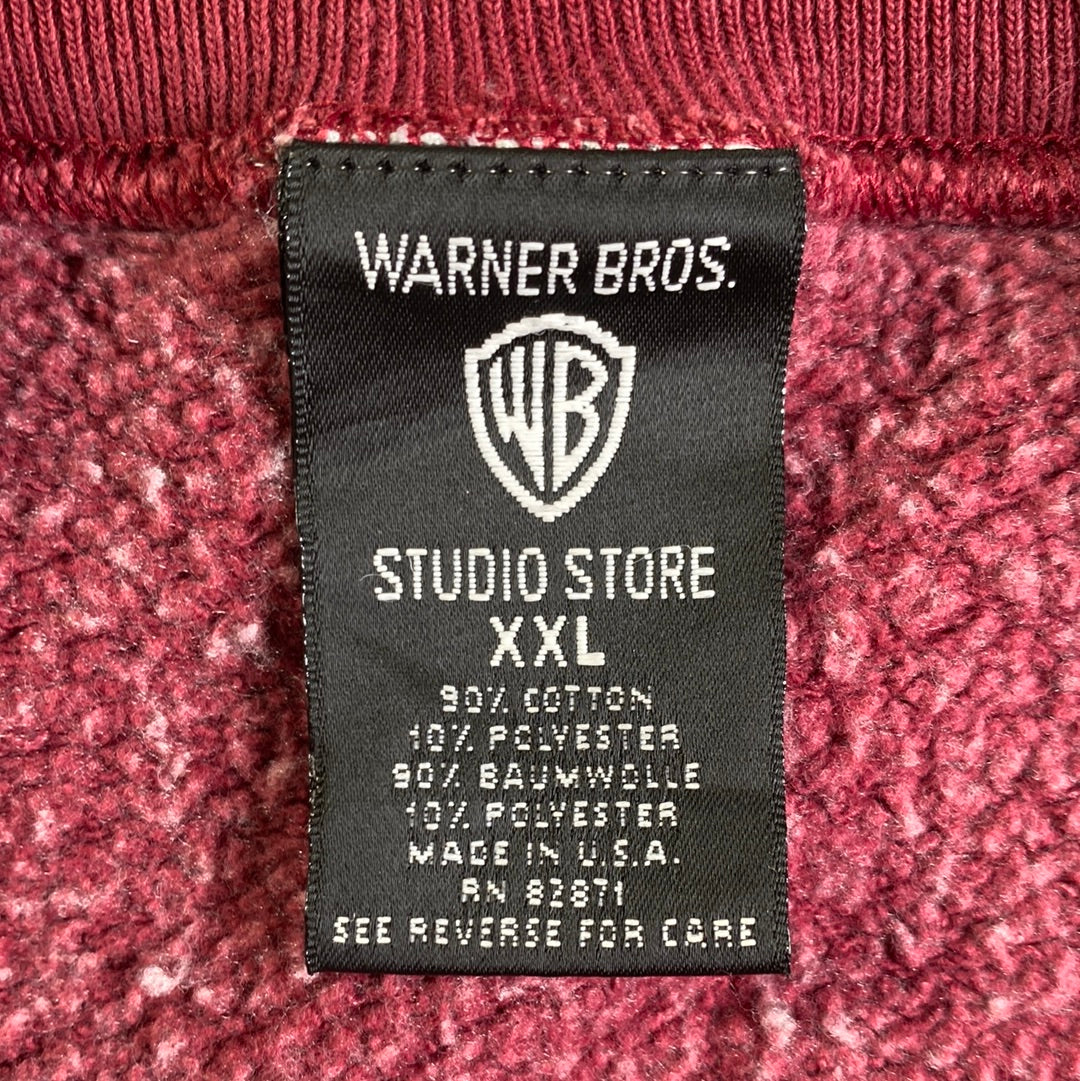 WARNER BROS.
WB
STUDIO STORE
XXL
90% COTTON
10% POLYESTER
90% BAUMWOLLE
10% POLYESTER
MADE IN U.S.A.
RN 82871
SEE REVERSE FOR CARE